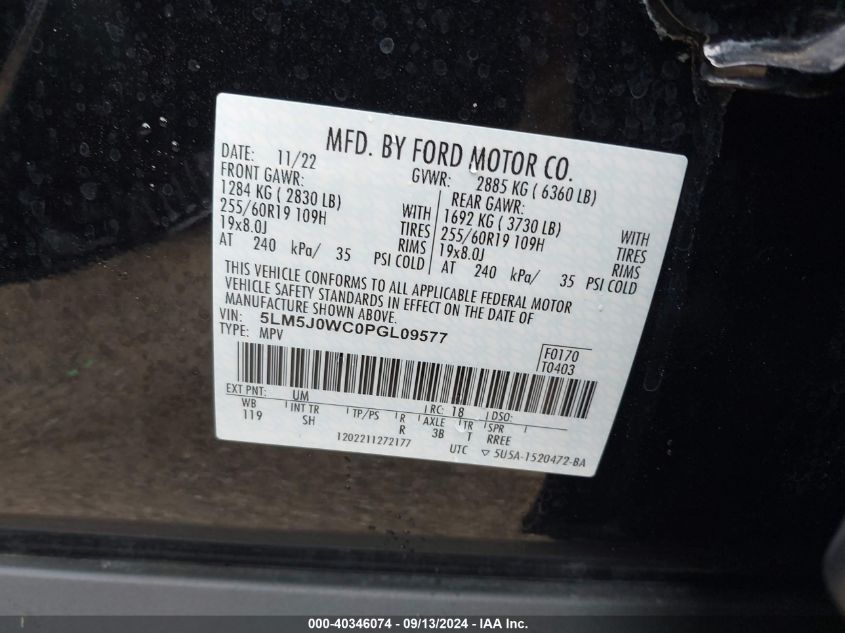 MFD. BY FORD MOTOR CO.
DATE: 11/22 GVWR: 2885 KG ( 6360 LB)
FRONT GAWR: REAR GAWR:
1284 KG ( 2830 LB) WITH 1692 KG ( 3730 LB) WITH
255/60R19 109H TIRES 255/60R19 109H TIRES
19x8.0J RIMS 19x8.0J RIMS
AT 240 kPa/ 35 PSI COLD AT 240 kPa/ 35 PSI COLD
THIS VEHICLE CONFORMS TO ALL APPLICABLE FEDERAL MOTOR
VEHICLE SAFETY STANDARDS IN EFFECT ON THE DATE OF
MANUFACTURE SHOWN ABOVE.
VIN: 5LM5J0WC0PGL09577
TYPE: MPV
F0170
T0403
EXT PNT: UM RC: 18 DSO:
WB INT TR TP/PS R AXLE TR SPR
119 SH R 3B T RREE
1202211272177 UTC ▽ 5U5A-1520472-BA
000-40346074 - 09/13/2024 - IAA Inc.